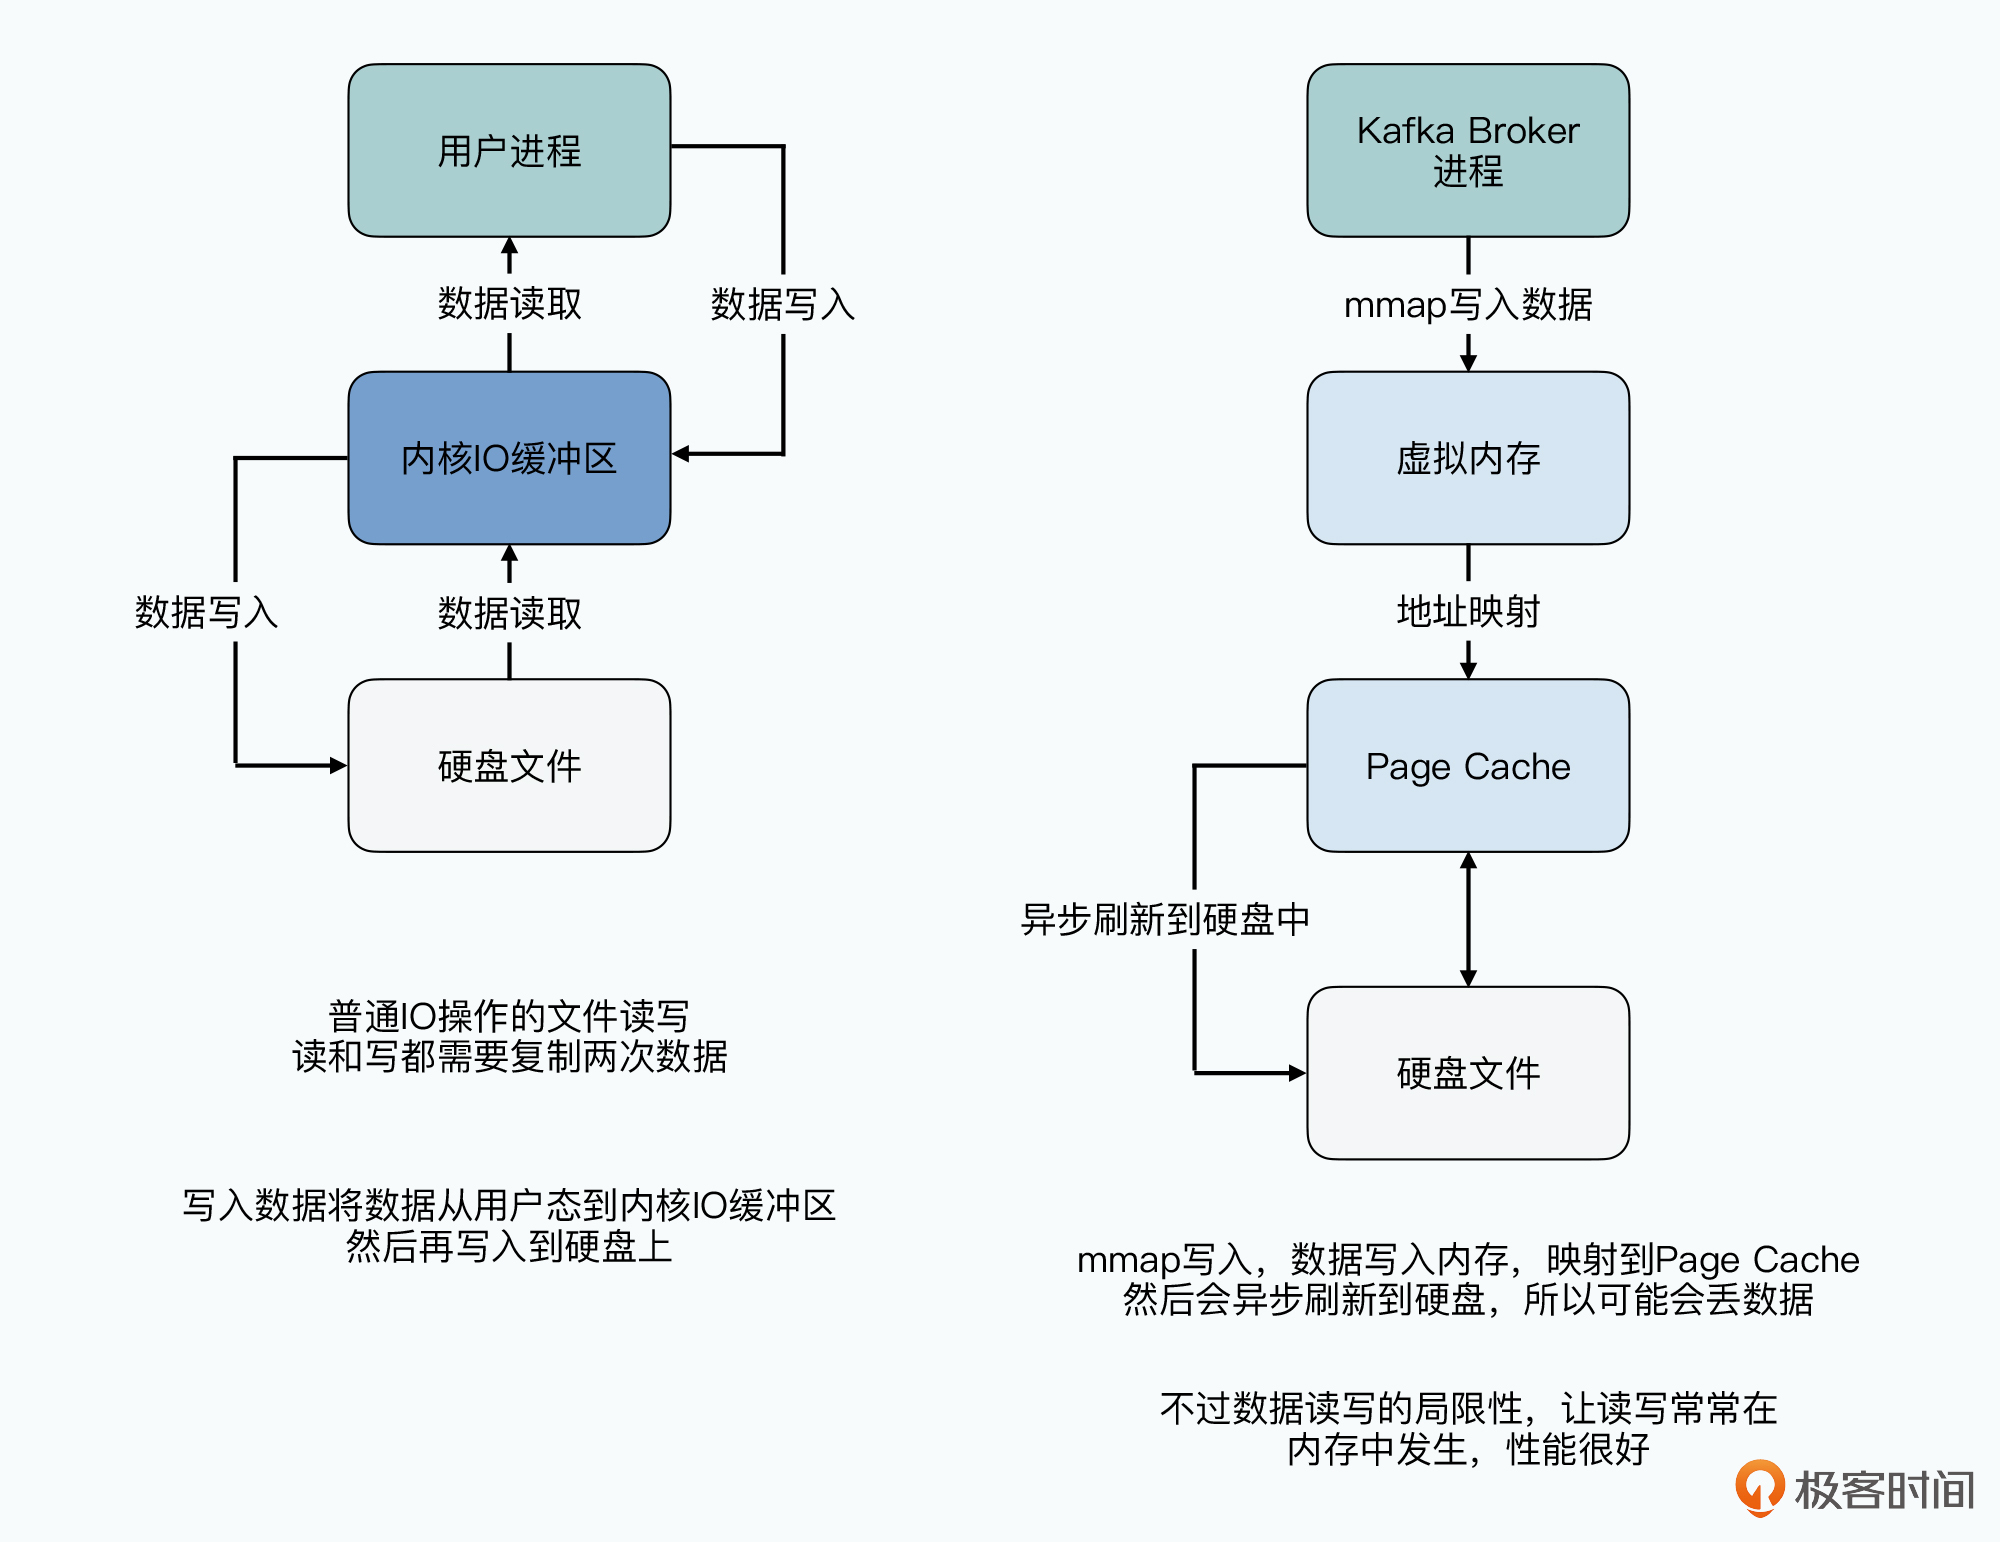 用户进程
数据读取
数据写入
内核IO缓冲区
数据写入
数据读取
硬盘文件
普通IO操作的文件读写
读和写都需要复制两次数据
写入数据将数据从用户态到内核IO缓冲区
然后再写入到硬盘上
Kafka Broker
进程
mmap写入数据
虚拟内存
地址映射
Page Cache
异步刷新到硬盘中
硬盘文件
mmap写入，数据写入内存，映射到Page Cache
然后会异步刷新到硬盘，所以可能会丢数据
不过数据读写的局限性，让读写常常在
内存中发生，性能很好
极客时间